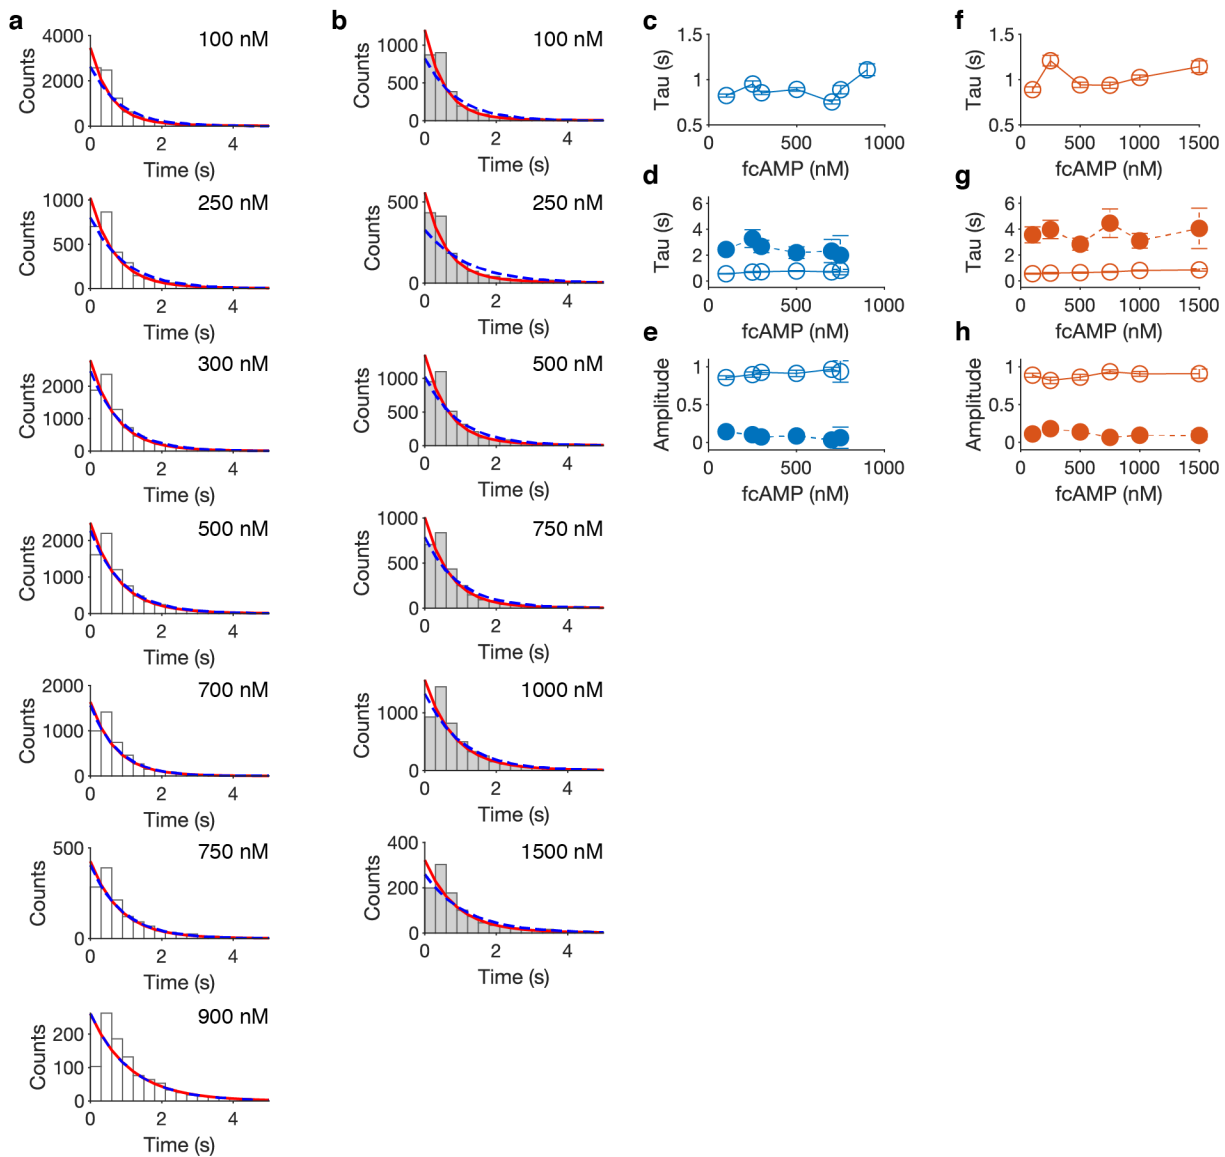 a
4000
2000
0
Counts
100 nM
0 2 4
Time (s)
1000
500
0
Counts
250 nM
0 2 4
Time (s)
2000
0
Counts
300 nM
0 2 4
Time (s)
2000
1000
0
Counts
500 nM
0 2 4
Time (s)
2000
1000
0
Counts
700 nM
0 2 4
Time (s)
500
0
Counts
750 nM
0 2 4
Time (s)
200
100
0
Counts
900 nM
0 2 4
Time (s)
b
1000
500
0
Counts
100 nM
0 2 4
Time (s)
500
0
Counts
250 nM
0 2 4
Time (s)
1000
500
0
Counts
500 nM
0 2 4
Time (s)
1000
500
0
Counts
750 nM
0 2 4
Time (s)
1000
0
Counts
1000 nM
0 2 4
Time (s)
400
200
0
Counts
1500 nM
0 2 4
Time (s)
c
1.5
1
0.5
Tau (s)
0 500 1000
fcAMP (nM)
d
6
4
2
0
Tau (s)
0 500 1000
fcAMP (nM)
e
1
0.5
0
Amplitude
0 500 1000
fcAMP (nM)
f
1.5
1
0.5
Tau (s)
0 500 1000 1500
fcAMP (nM)
g
6
4
2
0
Tau (s)
0 500 1000 1500
fcAMP (nM)
h
1
0.5
0
Amplitude
0 500 1000 1500
fcAMP (nM)